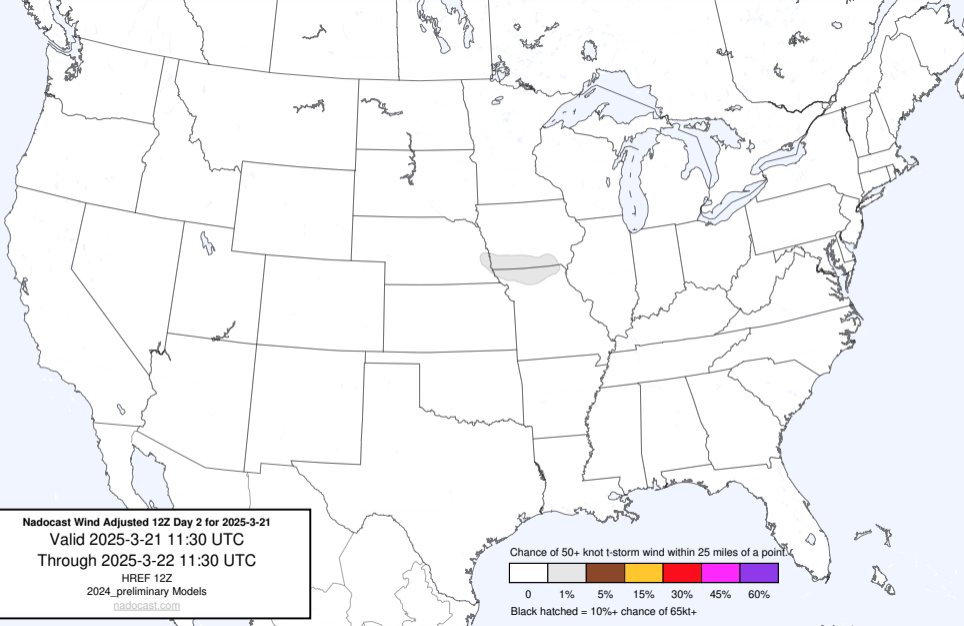 Nadocast Wind Adjusted 12Z Day 2 for 2025-3-21
Valid 2025-3-21 11:30 UTC
Through 2025-3-22 11:30 UTC
HREF 12Z
2024_preliminary Models
nadocast.com
Chance of 50+ knot t-storm wind within 25 miles of a point.
0 1% 5% 15% 30% 45% 60%
Black hatched = 10%+ chance of 65kt+